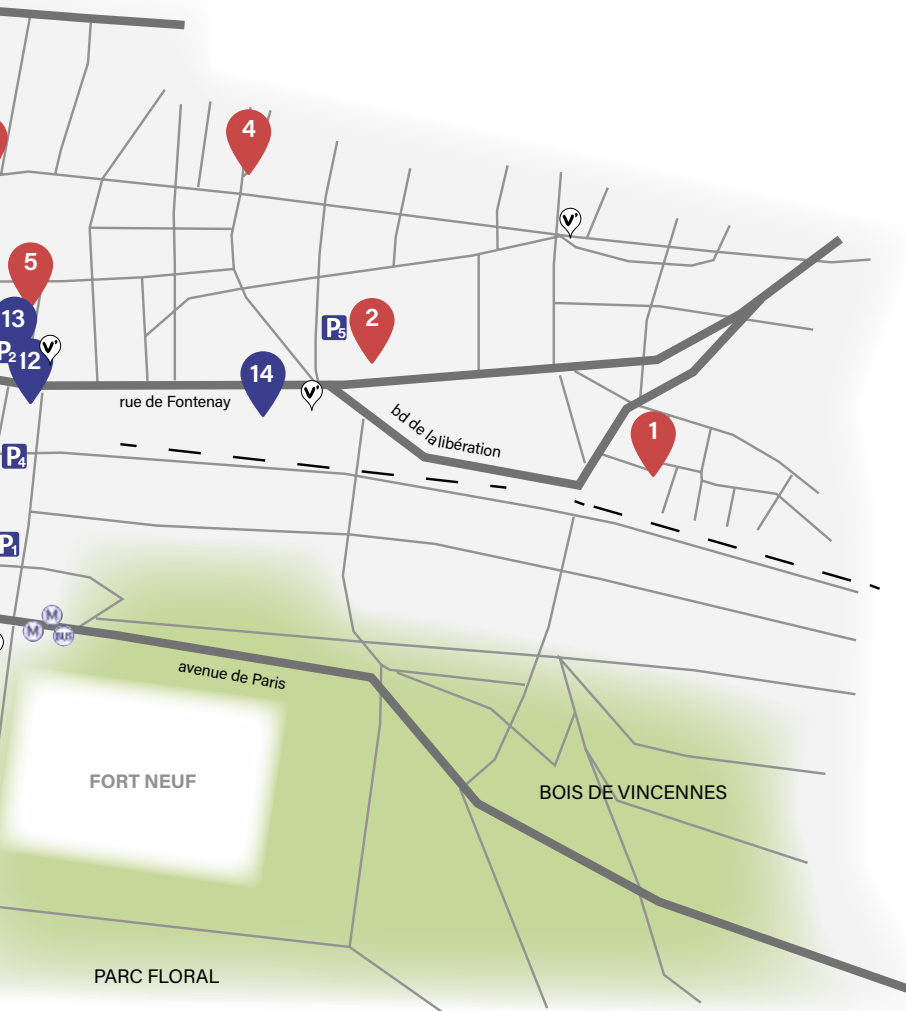 4
V'
5
13
P5
2
P2
12
V'
14
V'
rue de Fontenay
bd de la libération
1
P4
P1
M
M
BUS
avenue de Paris
FORT NEUF
BOIS DE VINCENNES
PARC FLORAL